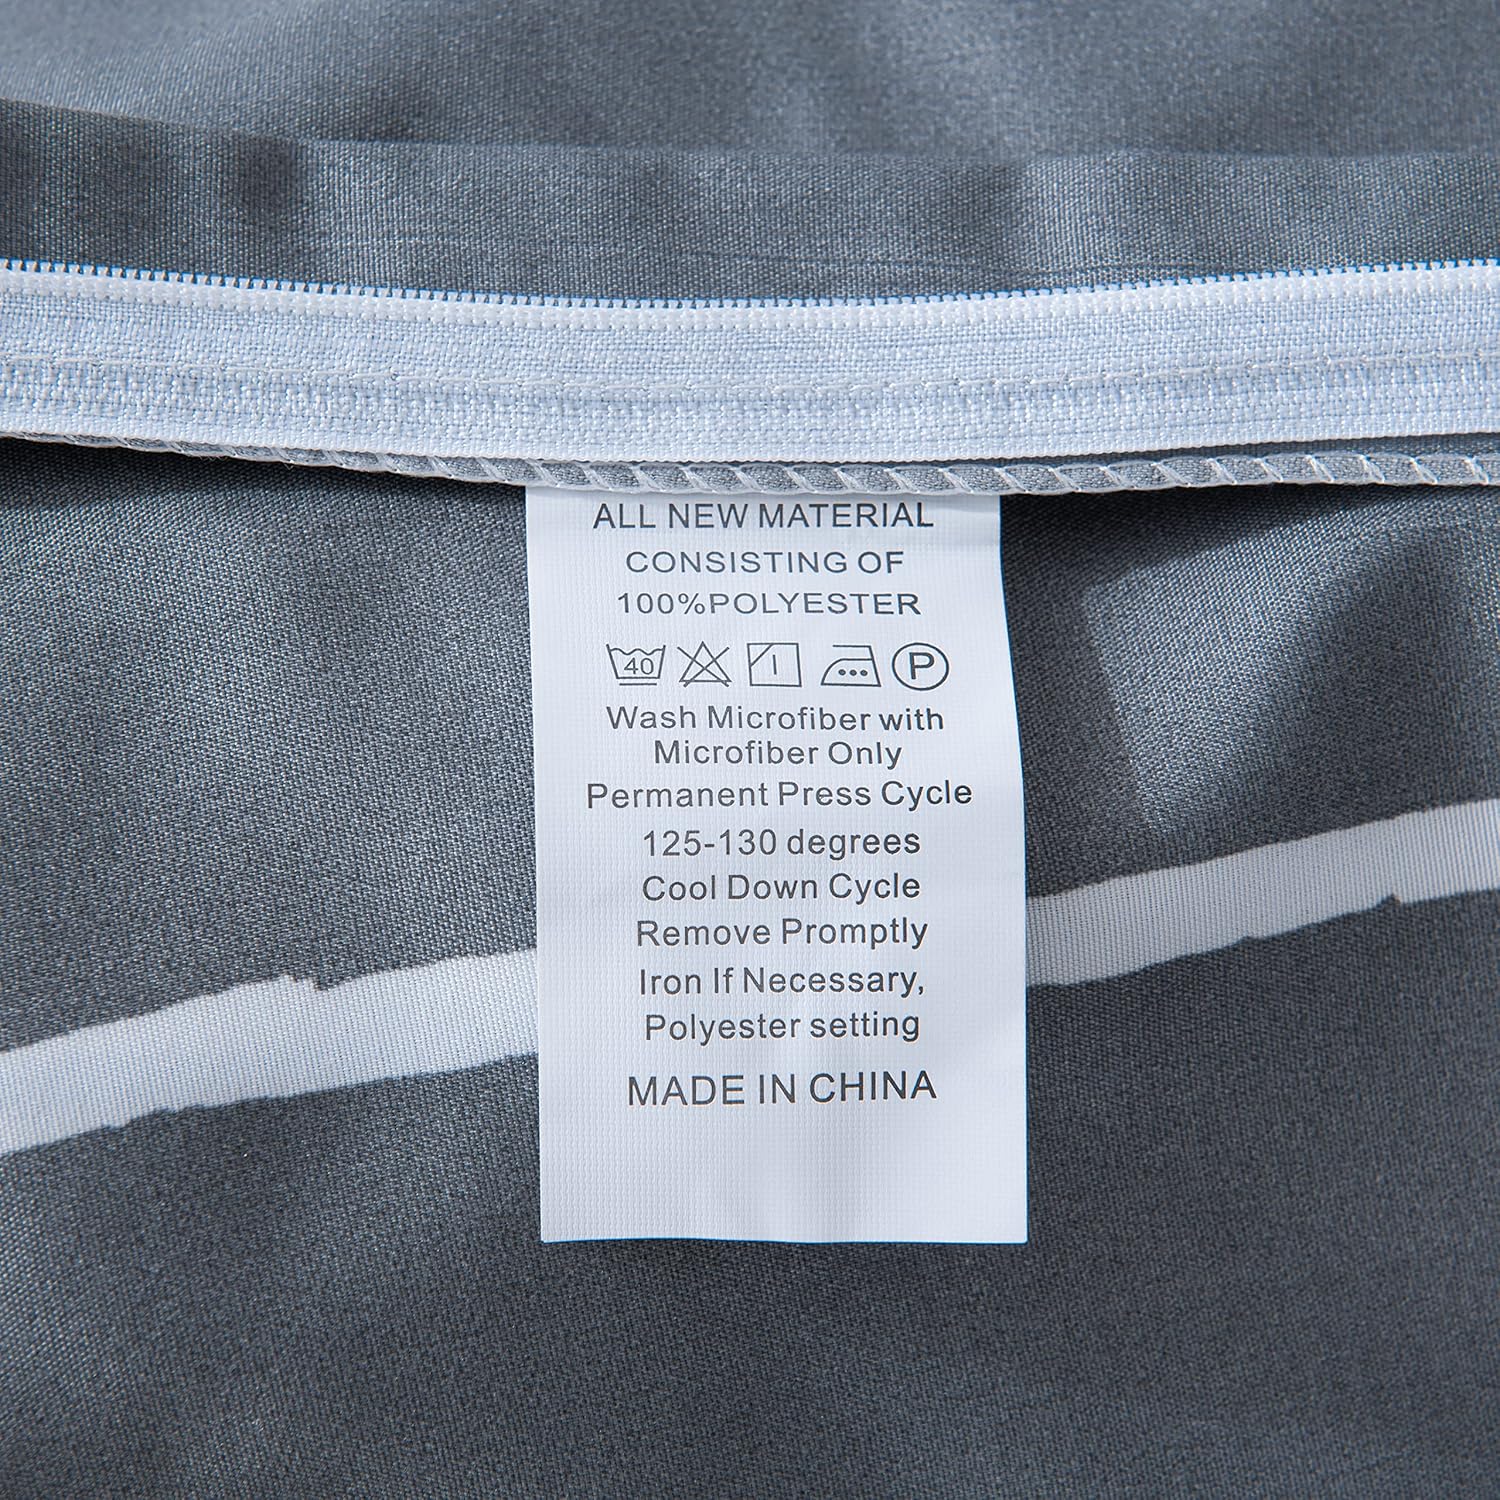 ALL NEW MATERIAL
CONSISTING OF
100%POLYESTER
40 P
Wash Microfiber with
Microfiber Only
Permanent Press Cycle
125-130 degrees
Cool Down Cycle
Remove Promptly
Iron If Necessary,
Polyester setting
MADE IN CHINA